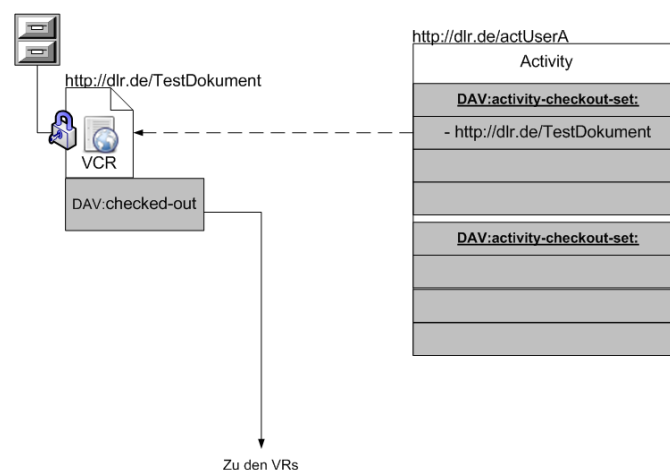 http://dlr.de/TestDokument
VCR
DAV:checked-out
Zu den VRs
http://dlr.de/actUserA
Activity
DAV:activity-checkout-set:
- http://dlr.de/TestDokument
DAV:activity-checkout-set: